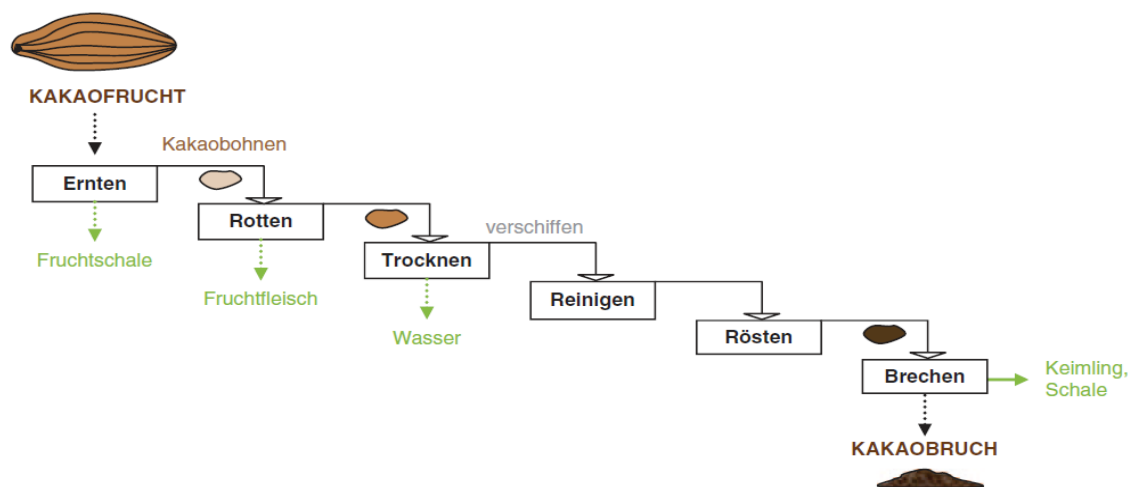 KAKAOFRUCHT
Kakaobohnen
Ernten
Fruchtschale
Rotten
Fruchtfleisch
verschiffen
Trocknen
Wasser
Reinigen
Rösten
Brechen
Keimling,
Schale
KAKAOBRUCH